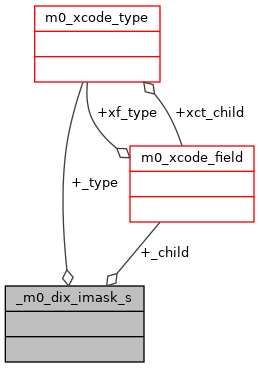 m0_xcode_type
+xf_type
+xct_child
m0_xcode_field
+_type
+_child
_m0_dix_imask_s